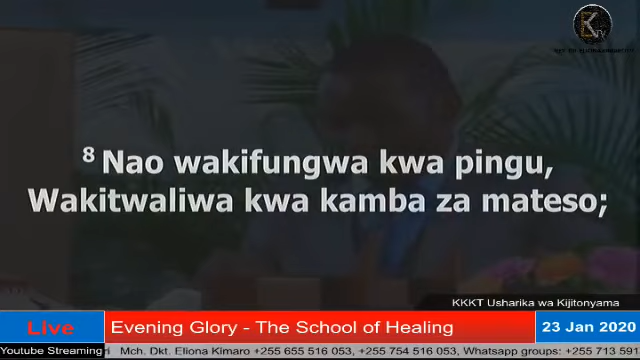 8 Nao wakifungwa kwa pingu,
Wakitwaliwa kwa kamba za mateso;
KKKT Usharika wa Kijitonyama
Live
Evening Glory - The School of Healing
23 Jan 2020
Youtube Streaming
Mch. Dkt. Eliona Kimaro +255 655 516 053, +255 754 516 053, Whatsapp groups: +255 713 591